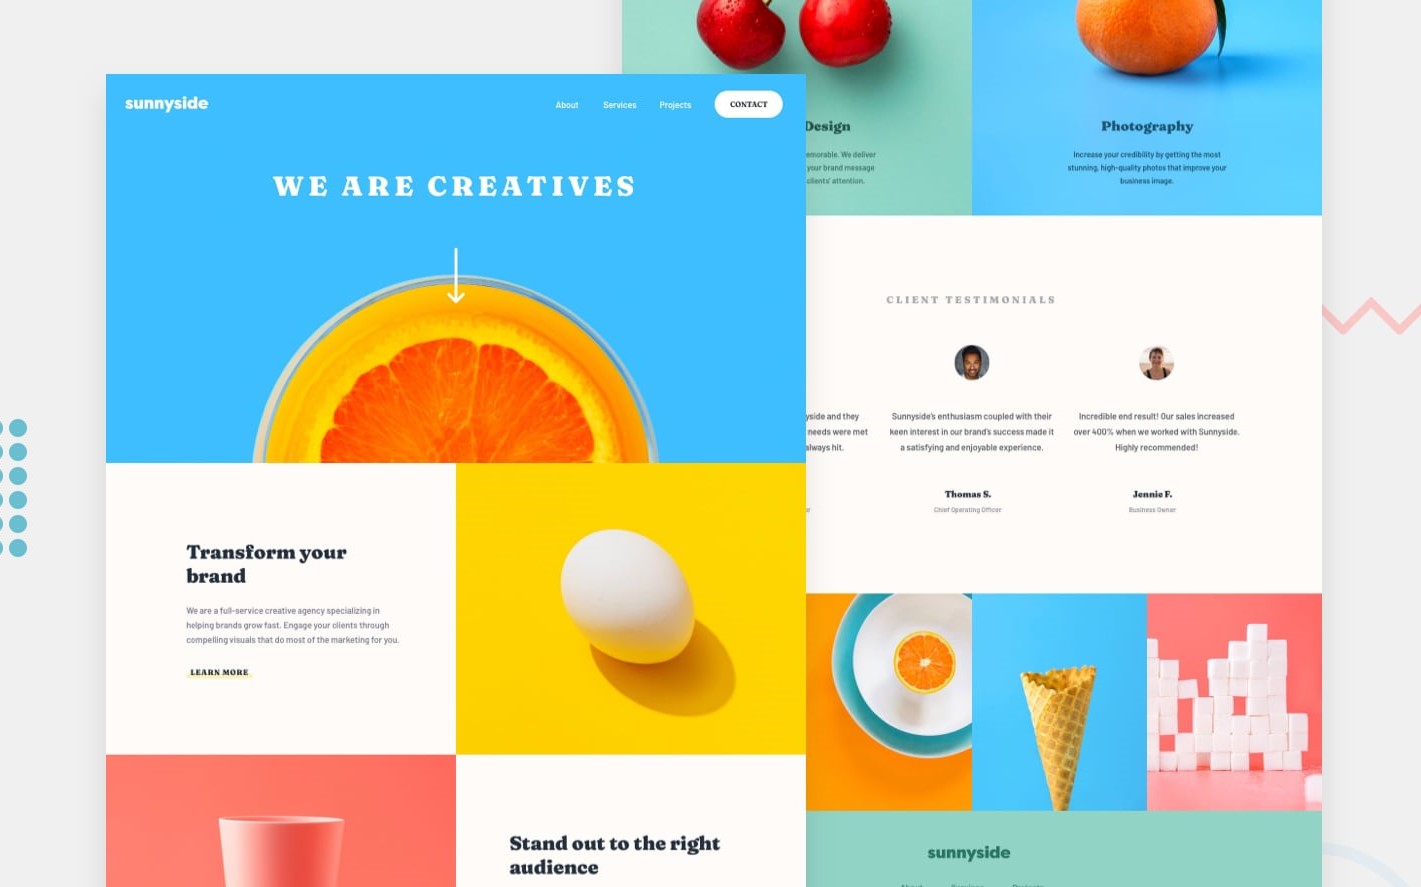 sunnyside
About Services Projects CONTACT
WE ARE CREATIVES
Transform your
brand
We are a full-service creative agency specializing in
helping brands grow fast. Engage your clients through
compelling visuals that do most of the marketing for you.
LEARN MORE
Stand out to the right
audience
Design
emorable. We deliver
your brand message
clients' attention.
Photography
Increase your credibility by getting the most
stunning, high-quality photos that improve your
business image.
CLIENT TESTIMONIALS
yside and they
needs were met
always hit.
Sunnyside's enthusiasm coupled with their
keen interest in our brand's success made it
a satisfying and enjoyable experience.
Thomas S.
Chief Operating Officer
Incredible end result! Our sales increased
over 400% when we worked with Sunnyside.
Highly recommended!
Jennie F.
Business Owner
sunnyside